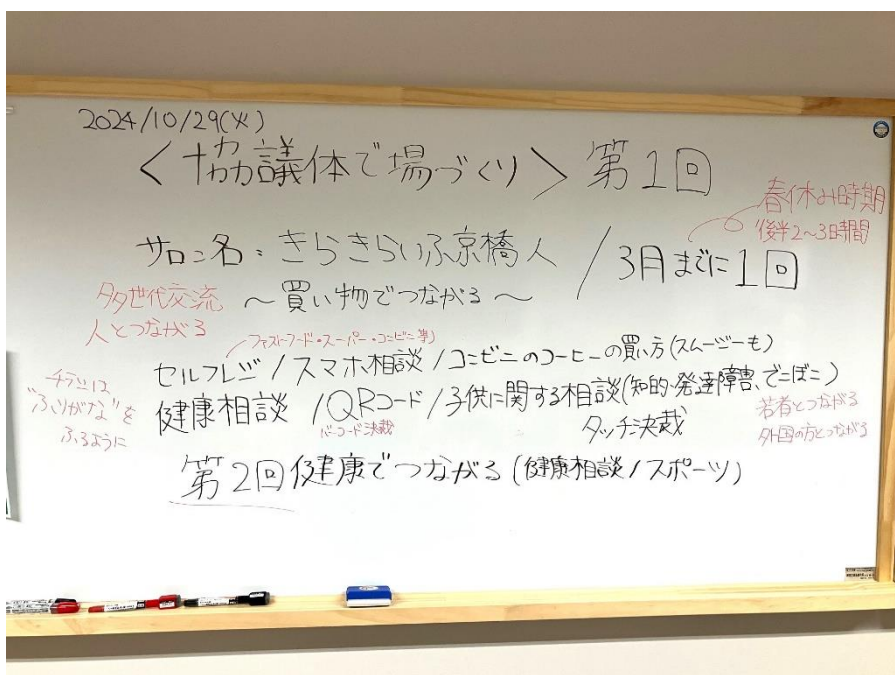 2024/10/29(火)
<協議体で場づくり> 第1回
春休み時期
後半2〜3時間
サロン名:きらきらいふ京橋人 / 3月までに1回
多世代交流
人とつながる
〜買い物でつながる〜
ファストフード・スーパー・コンビニ等)
セルフレジ/スマホ相談/コンビニのコーヒーの買い方(スムージーも)
チラシは
"ふりがな"を
ふるように
健康相談 /QRコード/子供に関する相談(知的・発達障害、でこぼこ)
バーコード決裁
タッチ決裁
若者とつながる
外国の方とつながる
第2回 健康でつながる(健康相談/スポーツ)